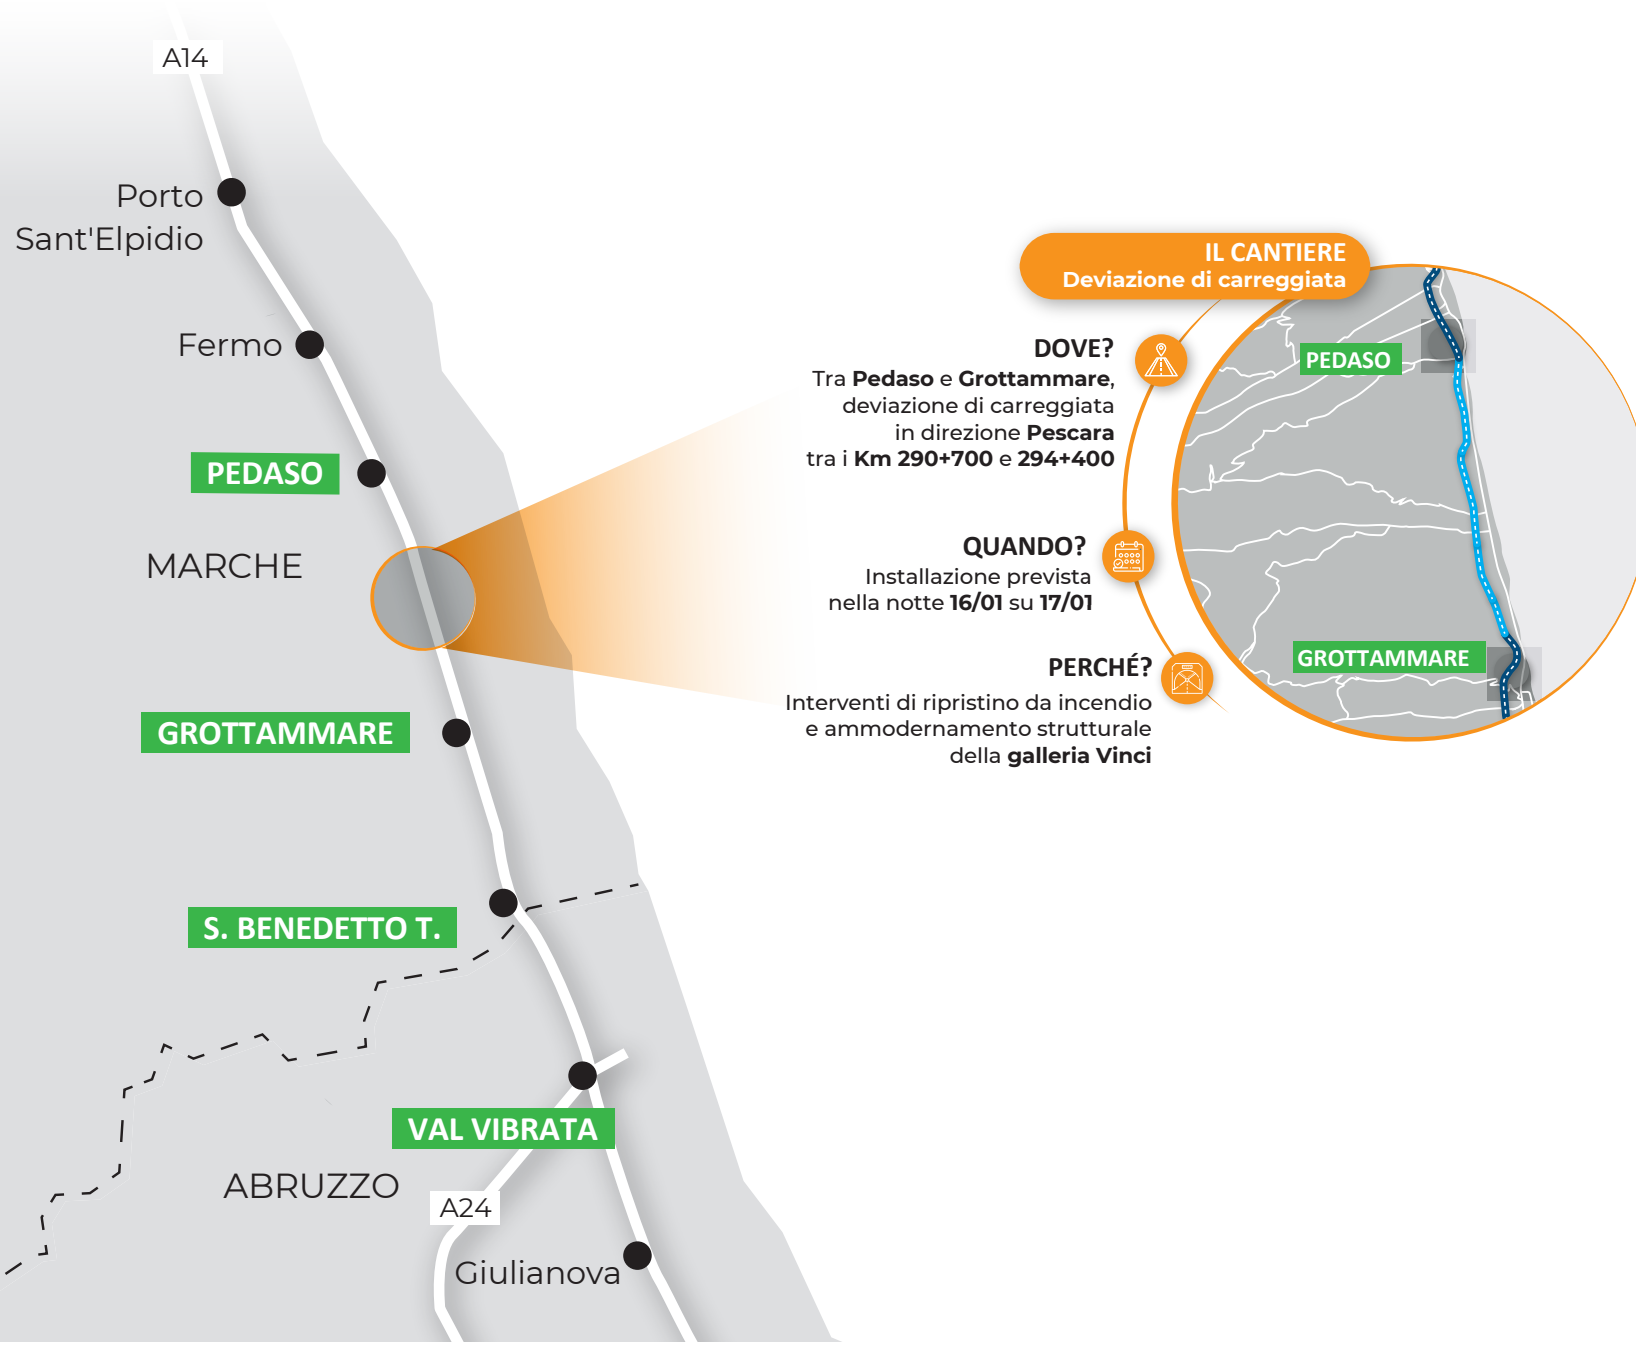 A14
Porto
Sant'Elpidio
Fermo
PEDASO
MARCHE
GROTTAMMARE
S. BENEDETTO T.
VAL VIBRATA
ABRUZZO
A24
Giulianova
IL CANTIERE
Deviazione di carreggiata
DOVE?
Tra Pedaso e Grottammare,
deviazione di carreggiata
in direzione Pescara
tra i Km 290+700 e 294+400
QUANDO?
Installazione prevista
nella notte 16/01 su 17/01
PERCHÉ?
Interventi di ripristino da incendio
e ammodernamento strutturale
della galleria Vinci
PEDASO
GROTTAMMARE